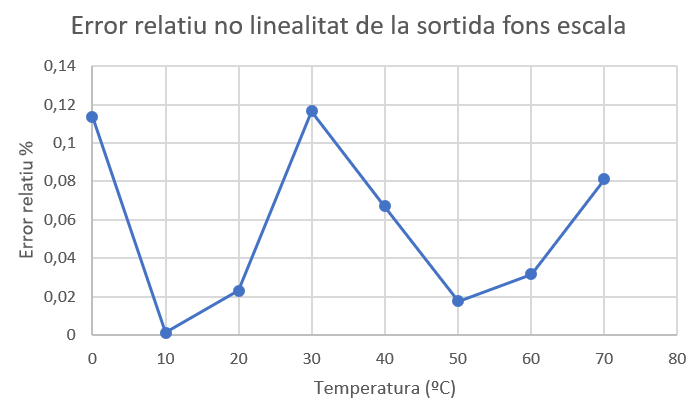 Error relatiu no linealitat de la sortida fons escala
Error relatiu %
0,14
0,12
0,1
0,08
0,06
0,04
0,02
0
0 10 20 30 40 50 60 70 80
Temperatura (ºC)